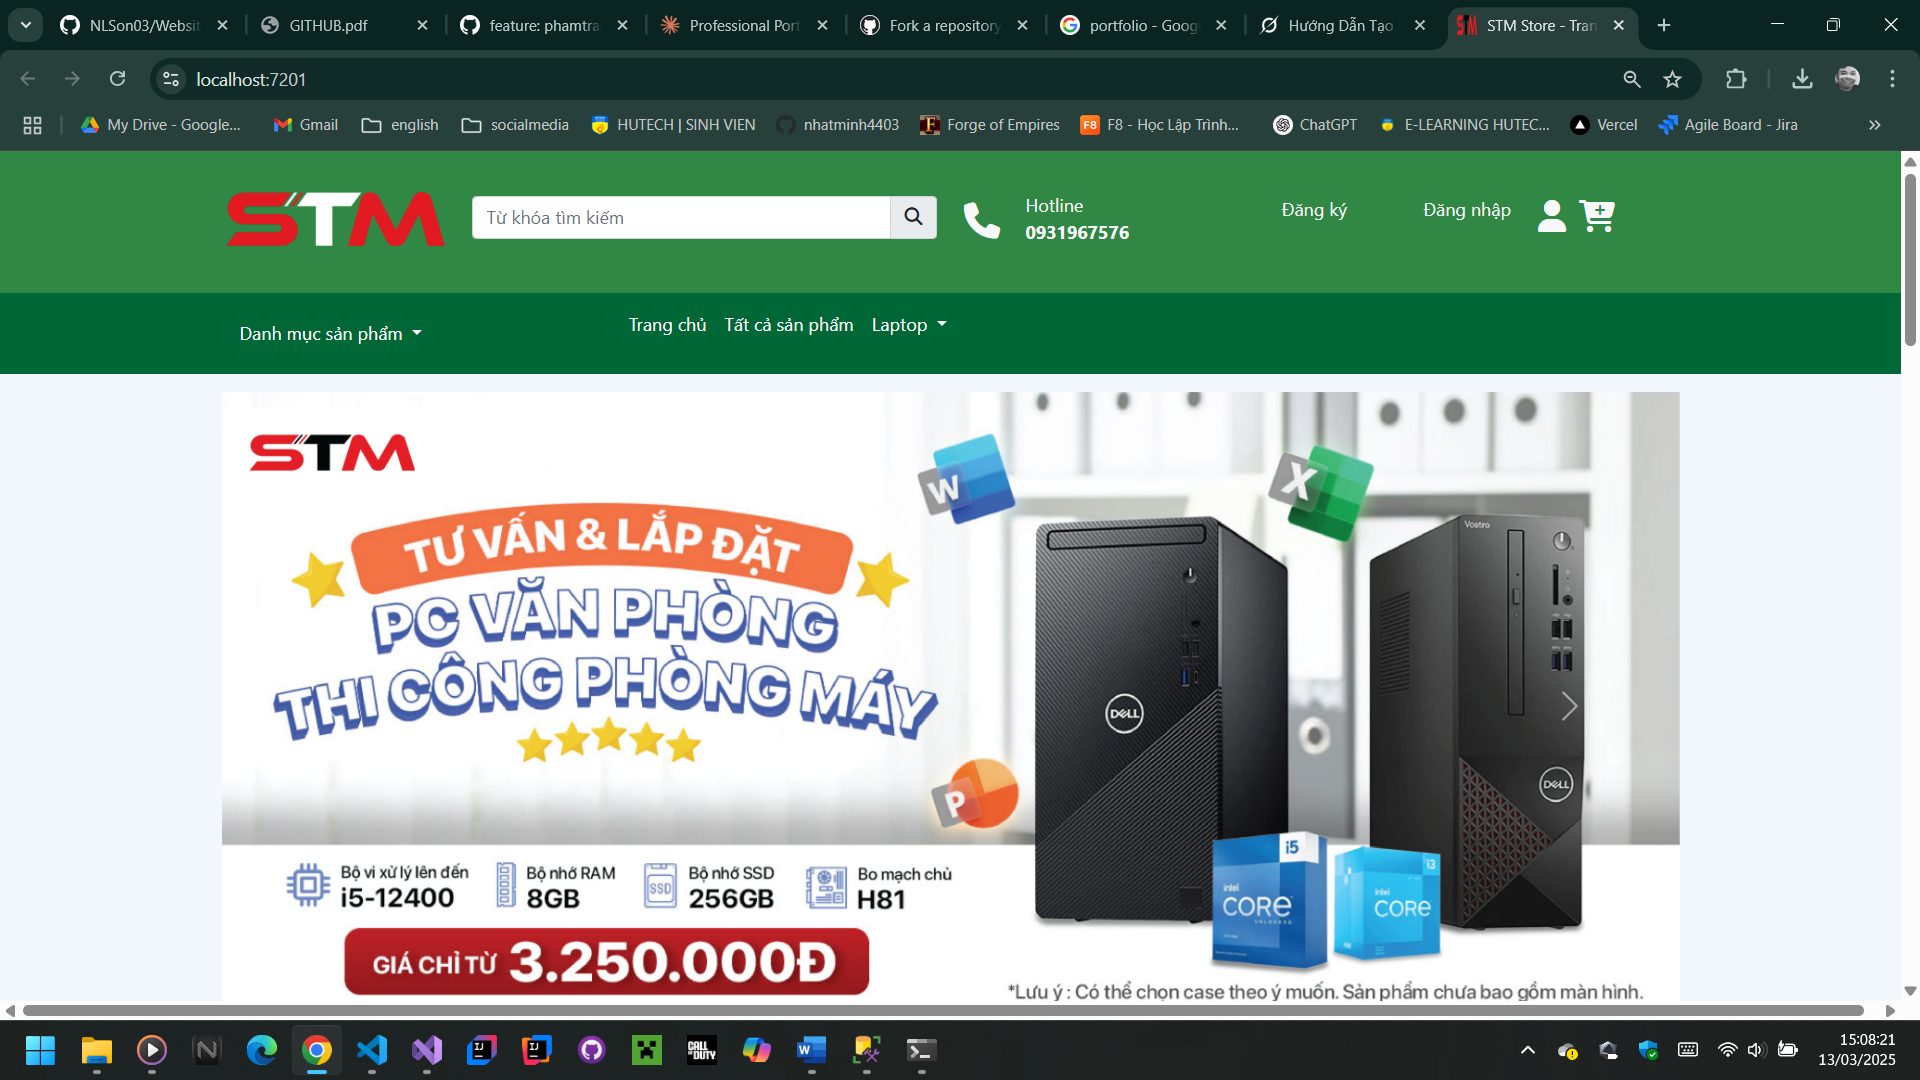 NLSon03/Websit
GITHUB.pdf
feature: phamtra
Professional Port
Fork a repository
portfolio - Goog
Hướng Dẫn Tạo
STM Store - Tran
localhost:7201
My Drive - Google...
Gmail
english
socialmedia
HUTECH | SINH VIEN
nhatminh4403
Forge of Empires
F8 - Học Lập Trình...
ChatGPT
E-LEARNING HUTEC...
Vercel
Agile Board - Jira
STM
Từ khóa tìm kiếm
Hotline
0931967576
Đăng ký
Đăng nhập
Danh mục sản phẩm
Trang chủ
Tất cả sản phẩm
Laptop
STM
TƯ VẤN & LẮP ĐẶT
PC VĂN PHÒNG
THI CÔNG PHÒNG MÁY
W
X
P
Vostro
DELL
DELL
i5
intel
CORE
UNLOCKED
i3
intel
CORE
Bộ vi xử lý lên đến
i5-12400
Bộ nhớ RAM
8GB
SSD
Bộ nhớ SSD
256GB
Bo mạch chủ
H81
GIÁ CHỈ TỪ 3.250.000Đ
*Lưu ý : Có thể chọn case theo ý muốn. Sản phẩm chưa bao gồm màn hình.
CALL OF DUTY
15:08:21
13/03/2025